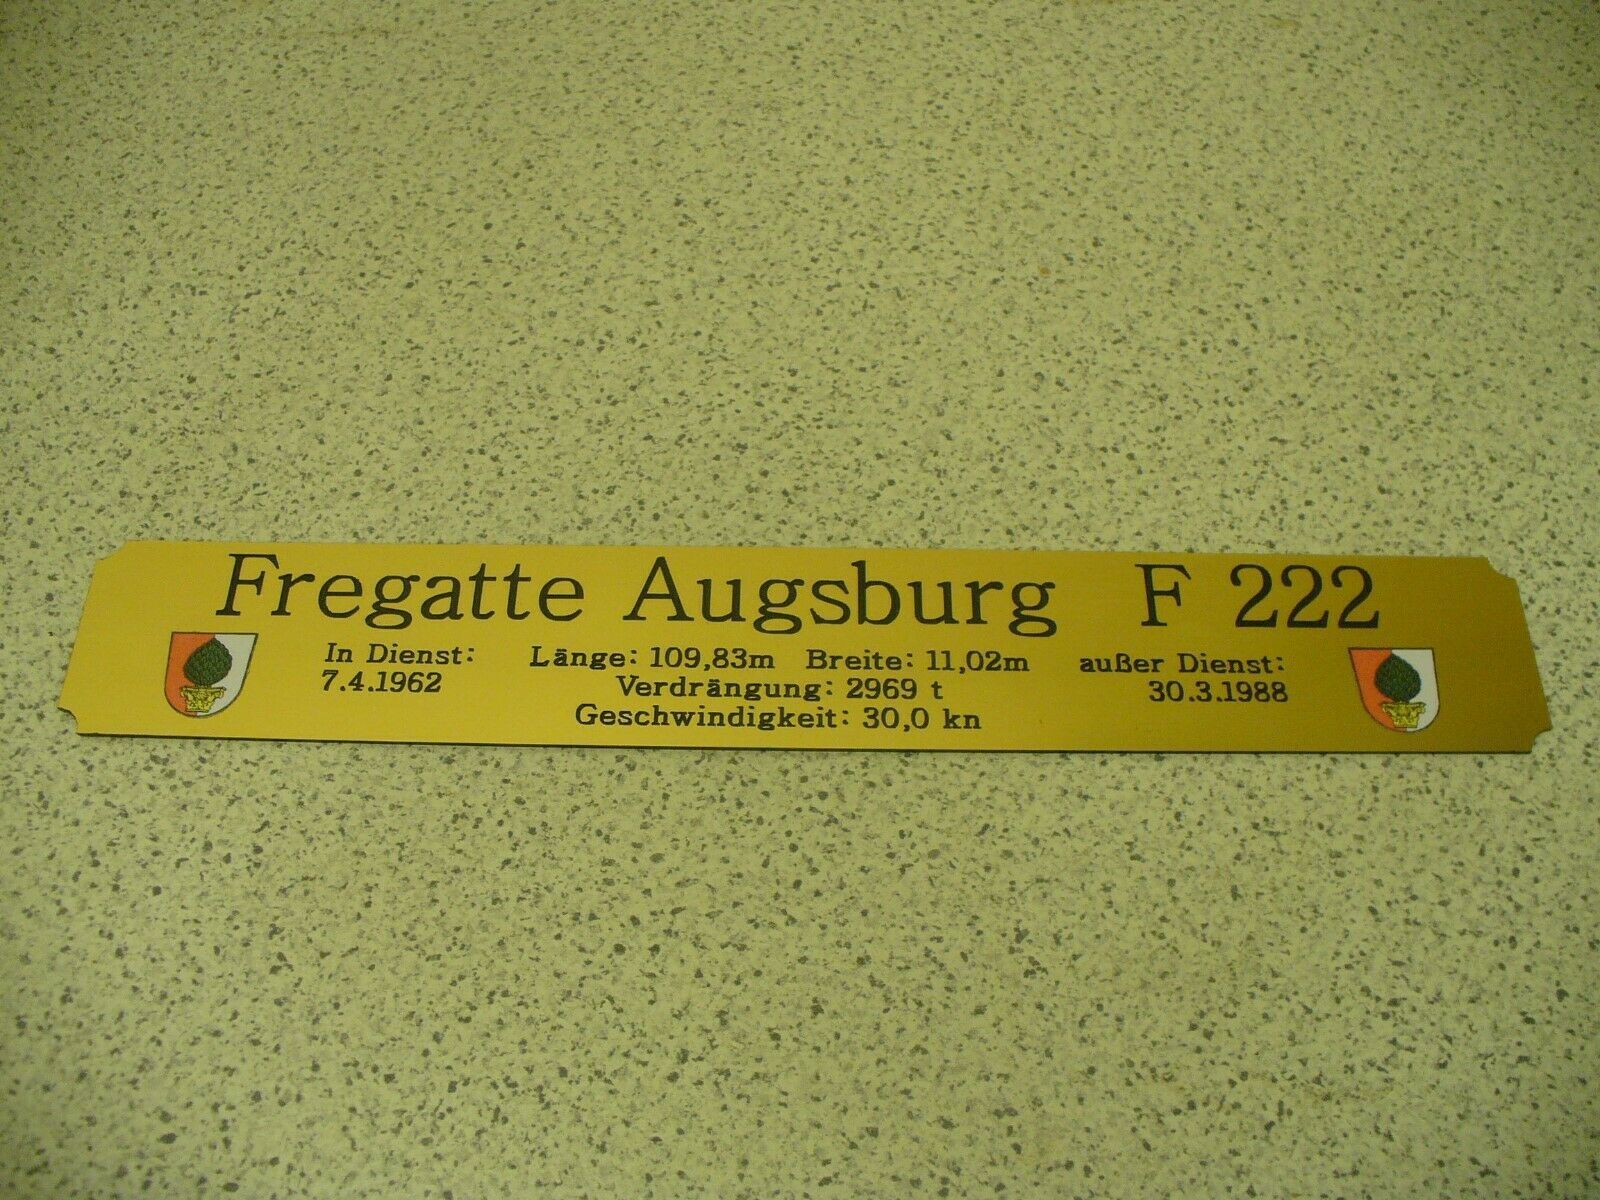 Fregatte Augsburg F 222
In Dienst: Länge: 109,83m Breite: 11,02m außer Dienst:
7.4.1962 Verdrängung: 2969 t 30.3.1988
Geschwindigkeit: 30,0 kn